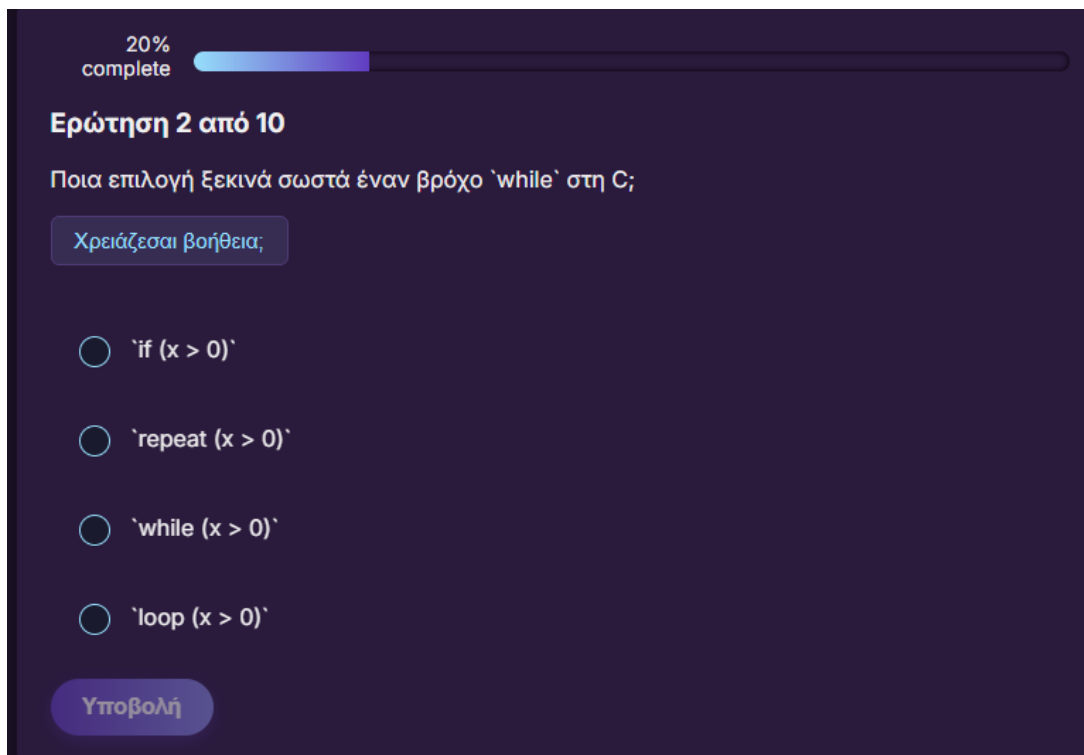 20%
complete
Ερώτηση 2 από 10
Ποια επιλογή ξεκινά σωστά έναν βρόχο `while` στη C;
Χρειάζεσαι βοήθεια;
`if (x > 0)`
`repeat (x > 0)`
`while (x > 0)`
`loop (x > 0)`
Υποβολή